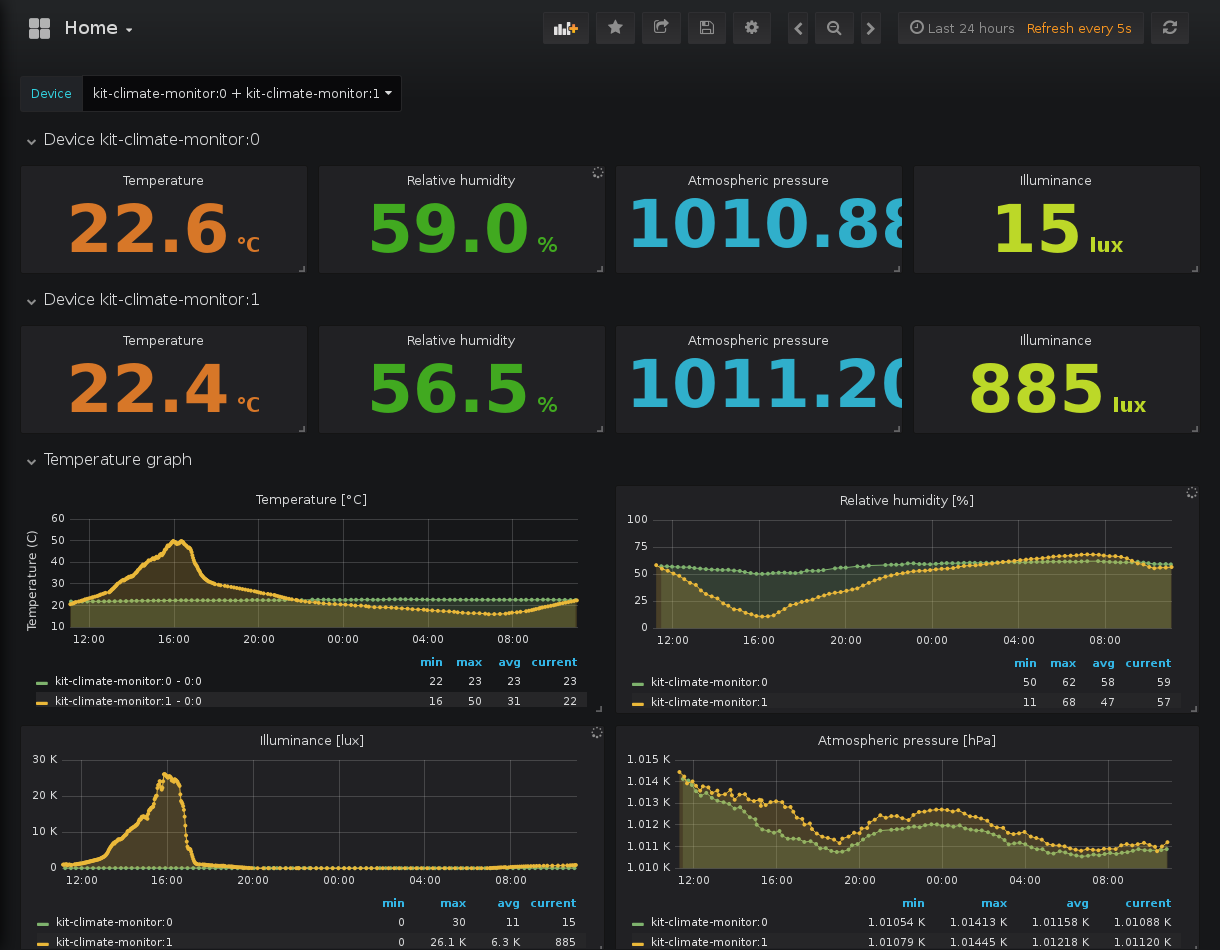 Home
Last 24 hours Refresh every 5s
Device kit-climate-monitor:0 + kit-climate-monitor:1
Device kit-climate-monitor:0
Temperature Relative humidity Atmospheric pressure Illuminance
22.6 °C 59.0 % 1010.88 15 lux
Device kit-climate-monitor:1
Temperature Relative humidity Atmospheric pressure Illuminance
22.4 °C 56.5 % 1011.20 885 lux
Temperature graph
Temperature [°C]
Temperature (C)
60
50
40
30
20
10
12:00 16:00 20:00 00:00 04:00 08:00
min max avg current
kit-climate-monitor:0 - 0:0 22 23 23 23
kit-climate-monitor:1 - 0:0 16 50 31 22
Relative humidity [%]
100
75
50
25
0
12:00 16:00 20:00 00:00 04:00 08:00
min max avg current
kit-climate-monitor:0 50 62 58 59
kit-climate-monitor:1 11 68 47 57
Illuminance [lux]
30 K
20 K
10 K
0
12:00 16:00 20:00 00:00 04:00 08:00
min max avg current
kit-climate-monitor:0 0 30 11 15
kit-climate-monitor:1 0 26.1 K 6.3 K 885
Atmospheric pressure [hPa]
1.015 K
1.014 K
1.013 K
1.012 K
1.011 K
1.010 K
12:00 16:00 20:00 00:00 04:00 08:00
min max avg current
kit-climate-monitor:0 1.01054 K 1.01413 K 1.01158 K 1.01088 K
kit-climate-monitor:1 1.01079 K 1.01445 K 1.01218 K 1.01120 K